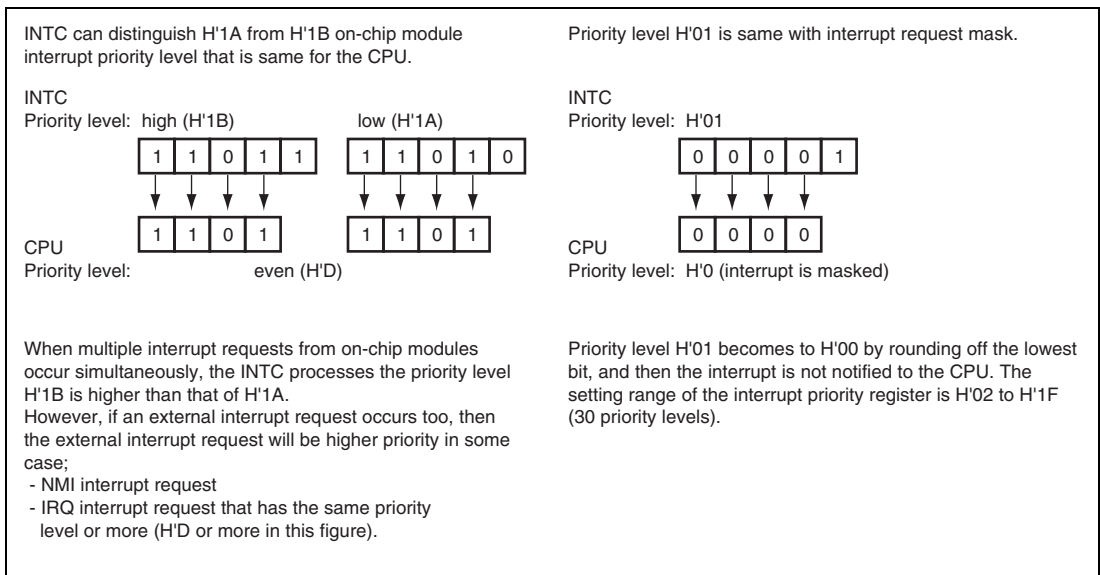 INTC can distinguish H'1A from H'1B on-chip module
interrupt priority level that is same for the CPU.
INTC
Priority level: high (H'1B) low (H'1A)
1 1 0 1 1 1 1 0 1 0
1 1 0 1 1 1 0 1
CPU
Priority level: even (H'D)
When multiple interrupt requests from on-chip modules
occur simultaneously, the INTC processes the priority level
H'1B is higher than that of H'1A.
However, if an external interrupt request occurs too, then
the external interrupt request will be higher priority in some
case;
- NMI interrupt request
- IRQ interrupt request that has the same priority
level or more (H'D or more in this figure).
Priority level H'01 is same with interrupt request mask.
INTC
Priority level: H'01
0 0 0 0 1
0 0 0 0
CPU
Priority level: H'0 (interrupt is masked)
Priority level H'01 becomes to H'00 by rounding off the lowest
bit, and then the interrupt is not notified to the CPU. The
setting range of the interrupt priority register is H'02 to H'1F
(30 priority levels).